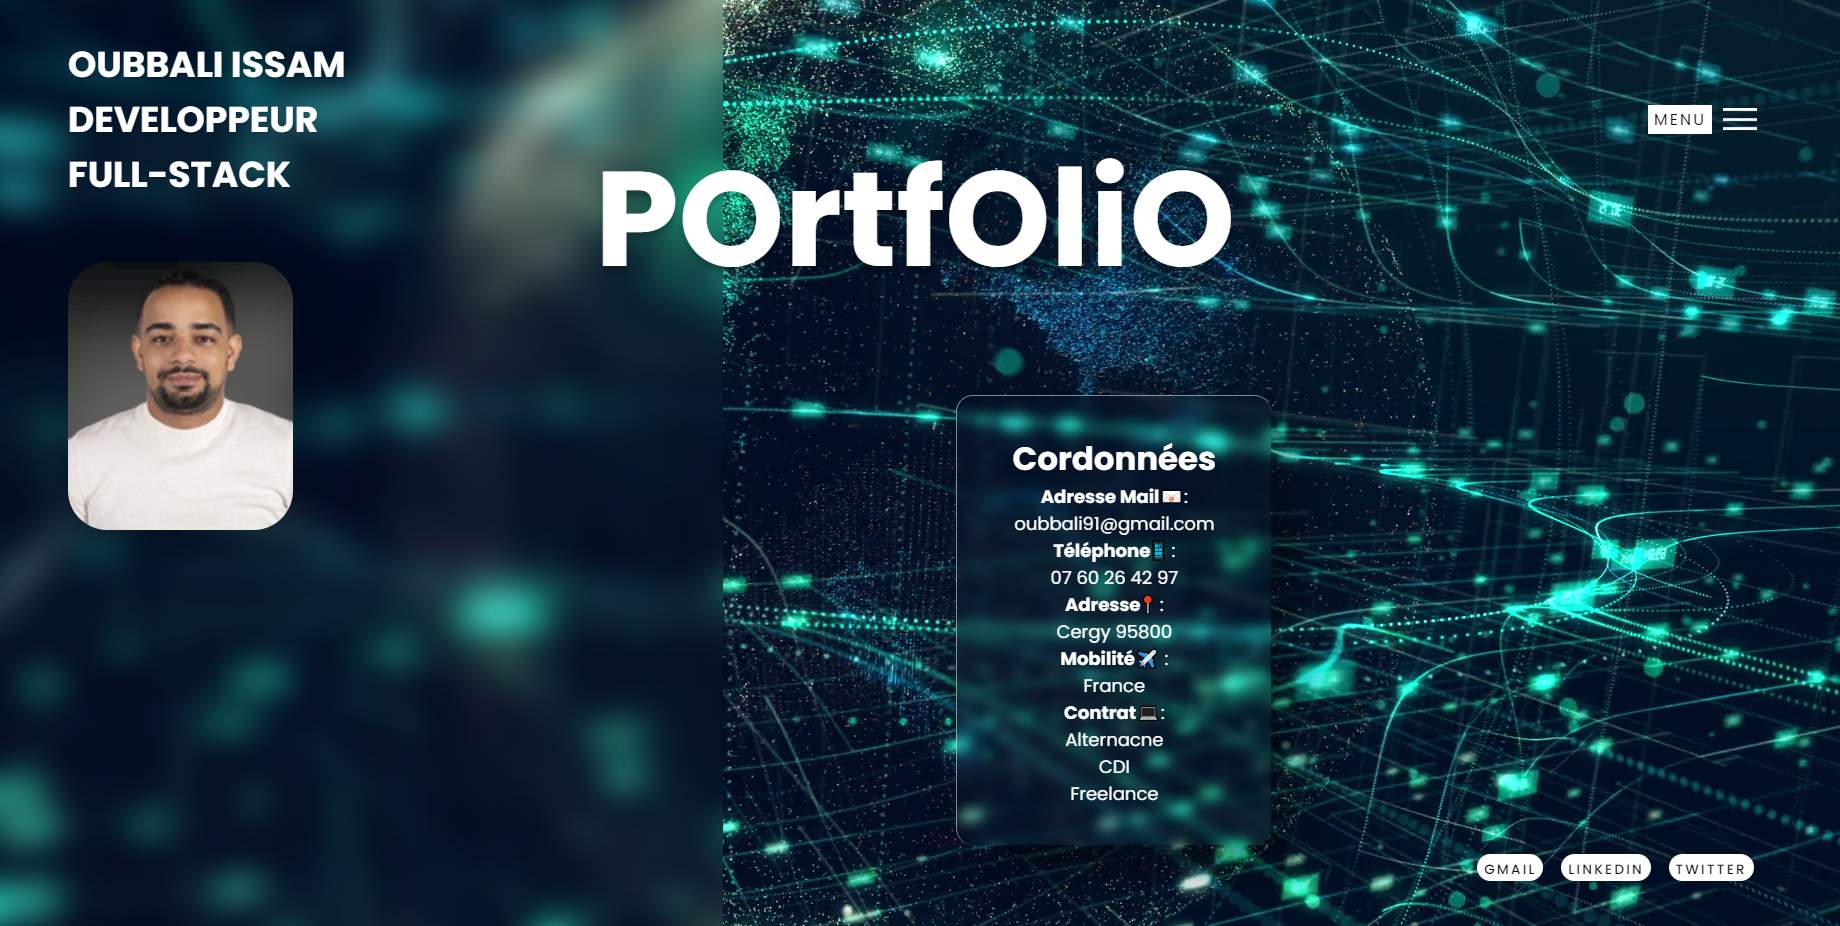 OUBBALI ISSAM
DEVELOPPEUR
FULL-STACK
MENU
POrtfOliO
Cordonnées
Adresse Mail 💌 :
oubbali91@gmail.com
Téléphone📱 :
07 60 26 42 97
Adresse📍 :
Cergy 95800
Mobilité✈️ :
France
Contrat 💻 :
Alternacne
CDI
Freelance
GMAIL LINKEDIN TWITTER